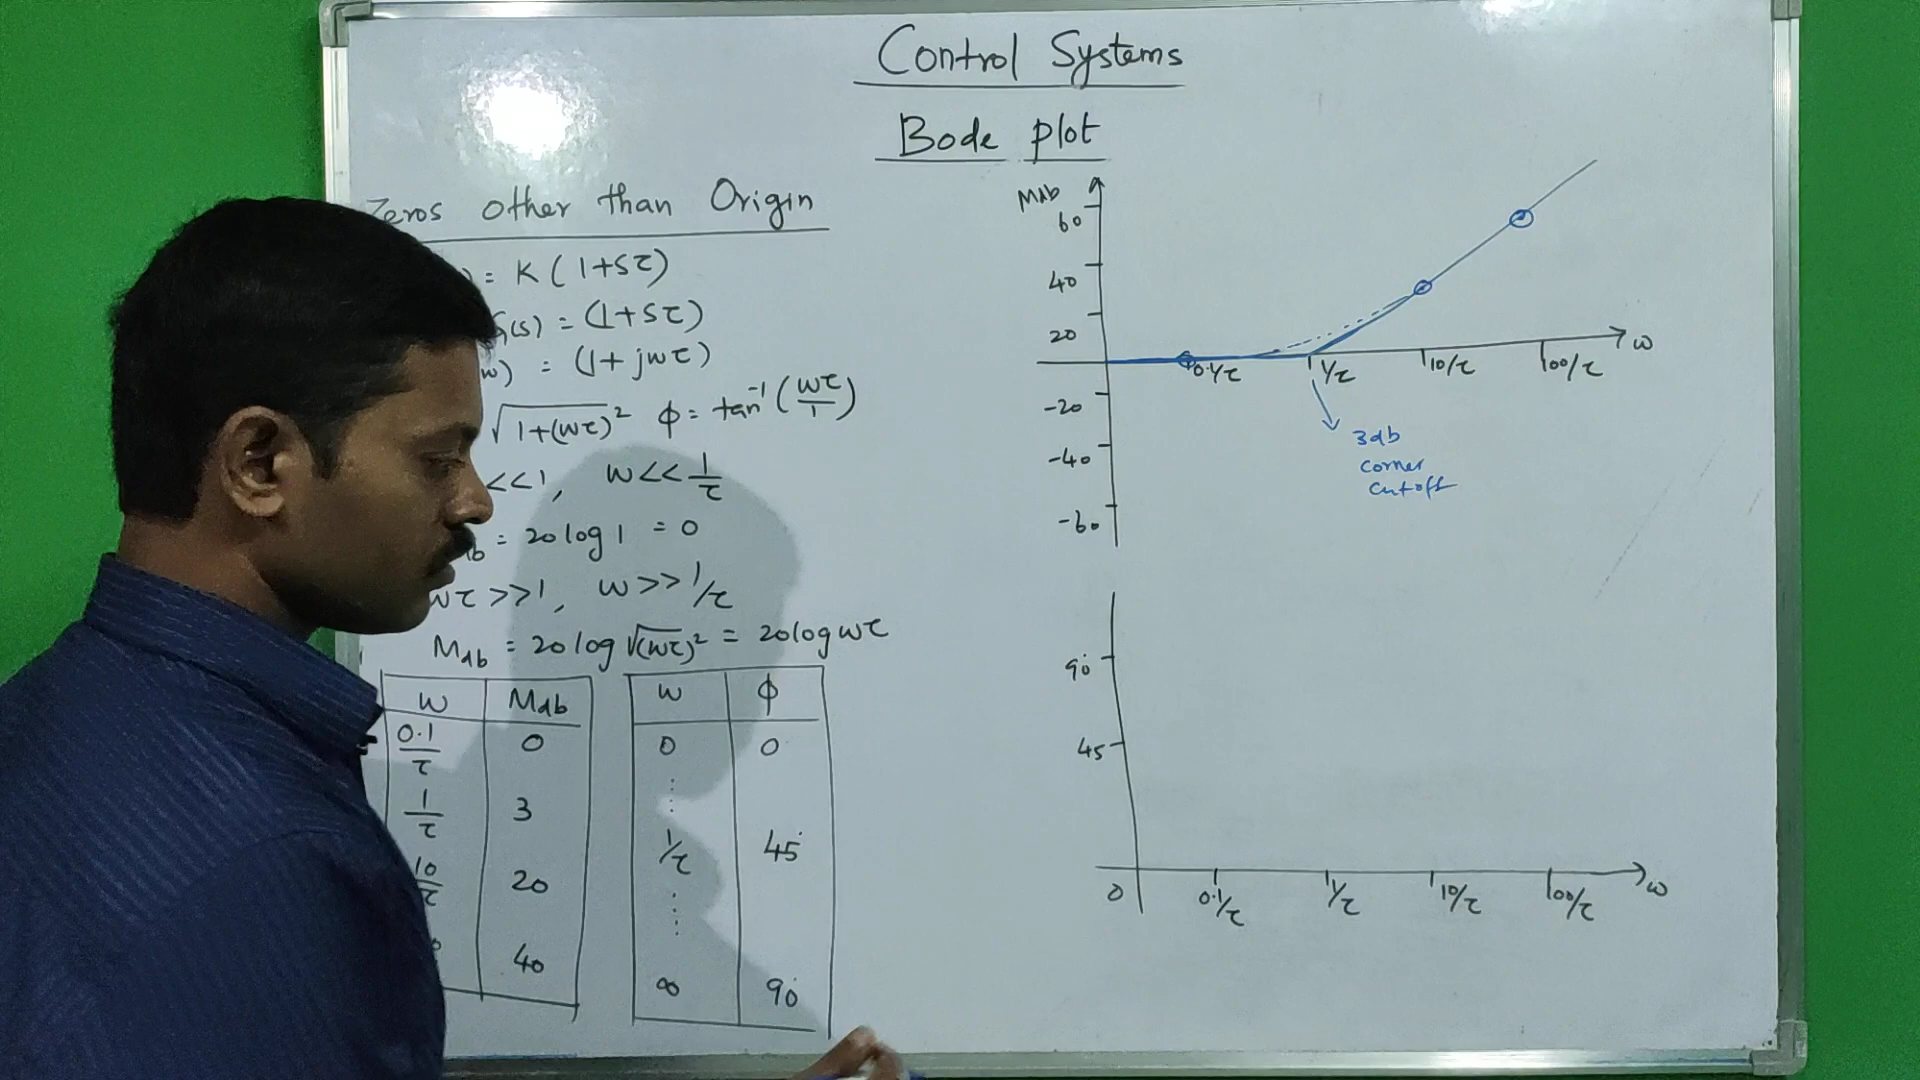 Control Systems
Bode plot
Zeros other than Origin
) = K (1+Sτ)
G(s) = (1+Sτ)
w) = (1+jwτ)
√1+(wτ)² φ = tan⁻¹(wτ/1)
<<1, w<<1/τ
db = 20 log 1 = 0
wτ >>1, w>>1/τ
Mdb = 20 log √(wτ)² = 20 log wτ
w Mdb
0.1/τ 0
1/τ 3
10/τ 20
40
w φ
0 0
1/τ 45°
∞ 90°
Mdb
60
40
20
-20
-40
-60
0.1/τ 1/τ 10/τ 100/τ w
3db
corner
cutoff
90°
45
0 0.1/τ 1/τ 10/τ 100/τ w